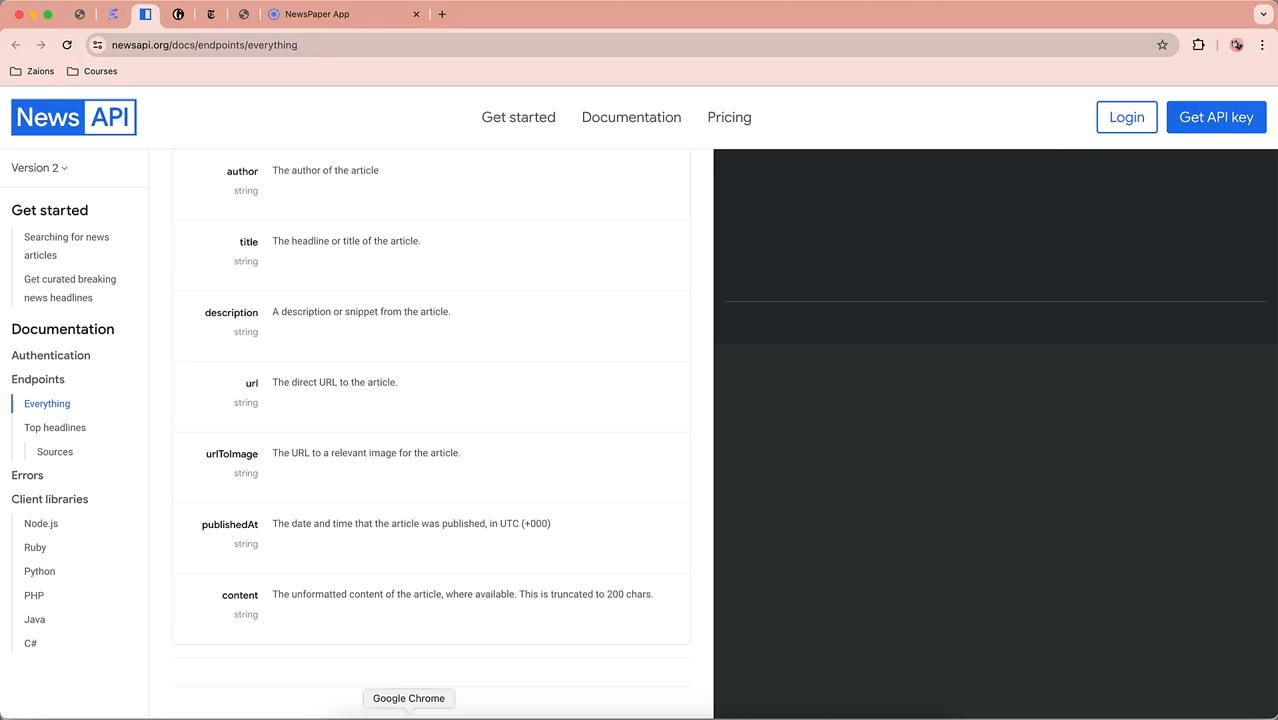 NewsPaper App
newsapi.org/docs/endpoints/everything
Zaions
Courses
News API
Get started
Documentation
Pricing
Login
Get API key
Version 2
Get started
Searching for news
articles
Get curated breaking
news headlines
Documentation
Authentication
Endpoints
Everything
Top headlines
Sources
Errors
Client libraries
Node.js
Ruby
Python
PHP
Java
C#
author The author of the article
string
title The headline or title of the article.
string
description A description or snippet from the article.
string
url The direct URL to the article.
string
urlToImage The URL to a relevant image for the article.
string
publishedAt The date and time that the article was published, in UTC (+000)
string
content The unformatted content of the article, where available. This is truncated to 200 chars.
string
Google Chrome